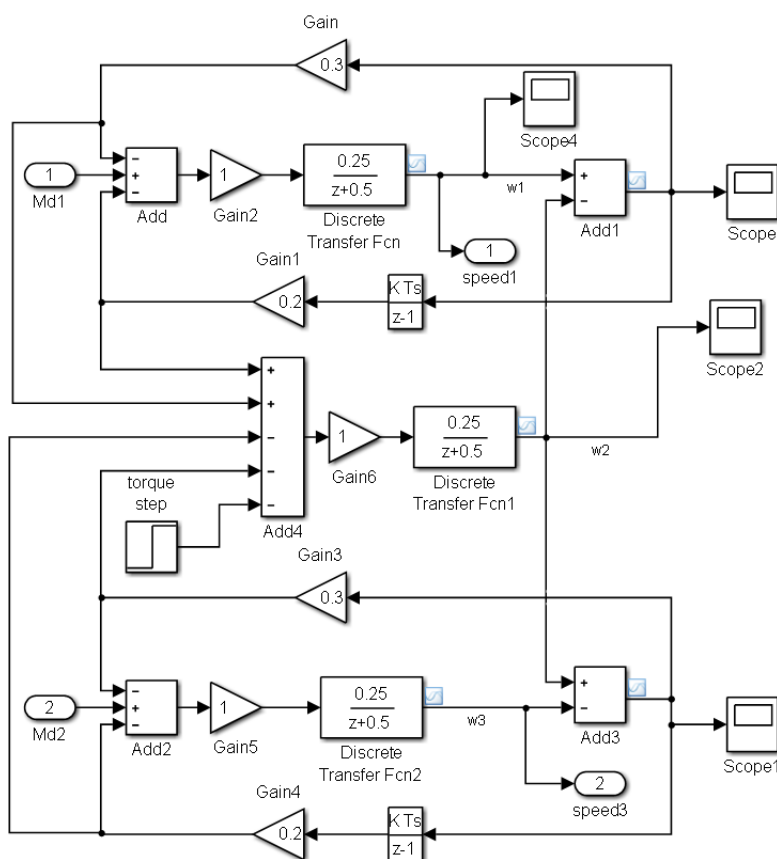 Gain
0.3
Scope4
1
Md1
−
+
−
Add
1
Gain2
0.25
z+0.5
Discrete
Transfer Fcn
w1
+
−
Add1
Scope
1
speed1
Gain1
0.2
K Ts
z-1
Scope2
+
+
−
−
−
Add4
1
Gain6
0.25
z+0.5
Discrete
Transfer Fcn1
w2
torque
step
Gain3
0.3
2
Md2
−
+
−
Add2
1
Gain5
0.25
z+0.5
Discrete
Transfer Fcn2
w3
+
−
Add3
Scope1
2
speed3
Gain4
0.2
K Ts
z-1